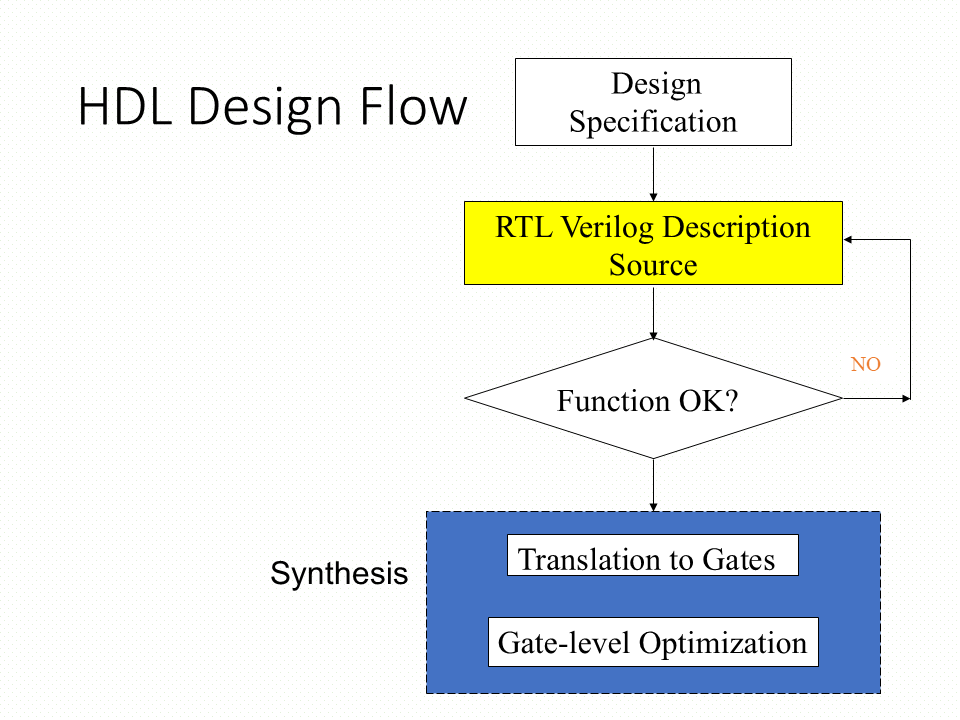 HDL Design Flow
Design
Specification
RTL Verilog Description
Source
NO
Function OK?
Synthesis
Translation to Gates
Gate-level Optimization